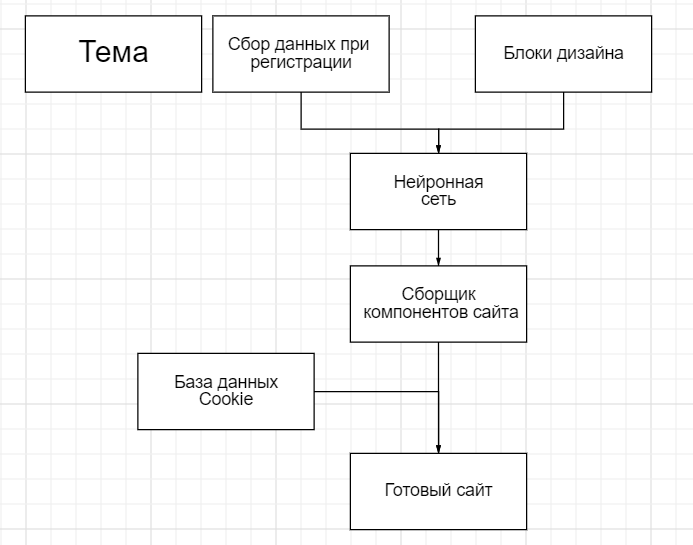 Тема
Сбор данных при
регистрации
Блоки дизайна
Нейронная
сеть
Сборщик
компонентов сайта
База данных
Cookie
Готовый сайт